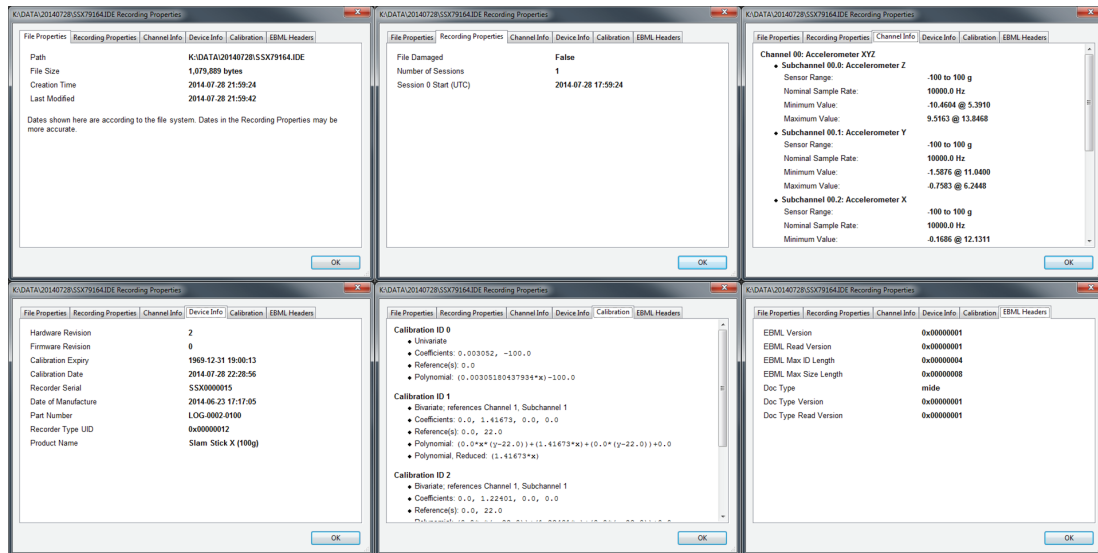 K:\DATA\20140728\SSX79164.IDE Recording Properties
File Properties Recording Properties Channel Info Device Info Calibration EBML Headers
Path K:\DATA\20140728\SSX79164.IDE
File Size 1,079,889 bytes
Creation Time 2014-07-28 21:59:24
Last Modified 2014-07-28 21:59:42
Dates shown here are according to the file system. Dates in the Recording Properties may be
more accurate.
OK
K:\DATA\20140728\SSX79164.IDE Recording Properties
File Properties Recording Properties Channel Info Device Info Calibration EBML Headers
File Damaged False
Number of Sessions 1
Session 0 Start (UTC) 2014-07-28 17:59:24
OK
K:\DATA\20140728\SSX79164.IDE Recording Properties
File Properties Recording Properties Channel Info Device Info Calibration EBML Headers
Channel 00: Accelerometer XYZ
◆ Subchannel 00.0: Accelerometer Z
Sensor Range: -100 to 100 g
Nominal Sample Rate: 10000.0 Hz
Minimum Value: -10.4604 @ 5.3910
Maximum Value: 9.5163 @ 13.8468
◆ Subchannel 00.1: Accelerometer Y
Sensor Range: -100 to 100 g
Nominal Sample Rate: 10000.0 Hz
Minimum Value: -1.5876 @ 11.0400
Maximum Value: -0.7583 @ 6.2448
◆ Subchannel 00.2: Accelerometer X
Sensor Range: -100 to 100 g
Nominal Sample Rate: 10000.0 Hz
Minimum Value: -0.1686 @ 12.1311
OK
K:\DATA\20140728\SSX79164.IDE Recording Properties
File Properties Recording Properties Channel Info Device Info Calibration EBML Headers
Hardware Revision 2
Firmware Revision 0
Calibration Expiry 1969-12-31 19:00:13
Calibration Date 2014-07-28 22:28:56
Recorder Serial SSX0000015
Date of Manufacture 2014-06-23 17:17:05
Part Number LOG-0002-0100
Recorder Type UID 0x00000012
Product Name Slam Stick X (100g)
OK
K:\DATA\20140728\SSX79164.IDE Recording Properties
File Properties Recording Properties Channel Info Device Info Calibration EBML Headers
Calibration ID 0
◆ Univariate
◆ Coefficients: 0.003052, -100.0
◆ Reference(s): 0.0
◆ Polynomial: (0.00305180437934*x)-100.0
Calibration ID 1
◆ Bivariate; references Channel 1, Subchannel 1
◆ Coefficients: 0.0, 1.41673, 0.0, 0.0
◆ Reference(s): 0.0, 22.0
◆ Polynomial: (0.0*x*(y-22.0))+(1.41673*x)+(0.0*(y-22.0))+0.0
◆ Polynomial, Reduced: (1.41673*x)
Calibration ID 2
◆ Bivariate; references Channel 1, Subchannel 1
◆ Coefficients: 0.0, 1.22401, 0.0, 0.0
◆ Reference(s): 0.0, 22.0
OK
K:\DATA\20140728\SSX79164.IDE Recording Properties
File Properties Recording Properties Channel Info Device Info Calibration EBML Headers
EBML Version 0x00000001
EBML Read Version 0x00000001
EBML Max ID Length 0x00000004
EBML Max Size Length 0x00000008
Doc Type mide
Doc Type Version 0x00000001
Doc Type Read Version 0x00000001
OK